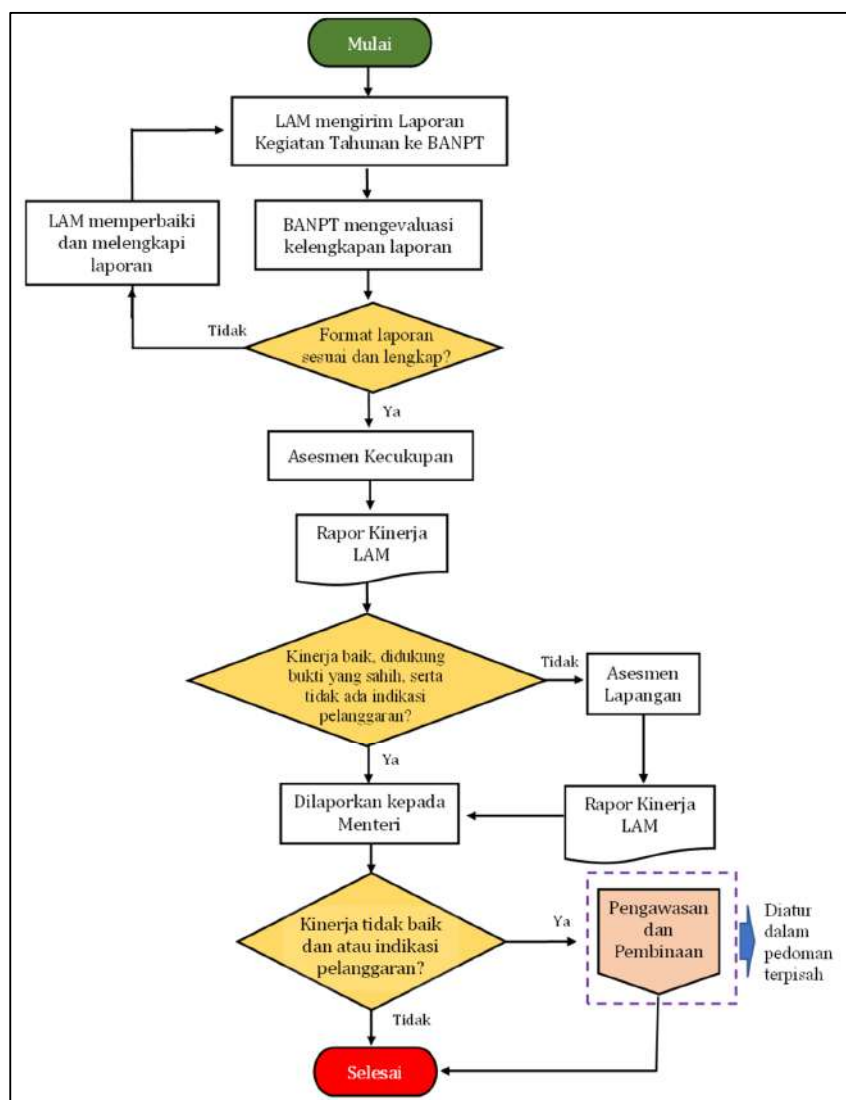 Mulai
LAM mengirim Laporan
Kegiatan Tahunan ke BANPT
LAM memperbaiki
dan melengkapi
laporan
BANPT mengevaluasi
kelengkapan laporan
Tidak
Format laporan
sesuai dan lengkap?
Ya
Asesmen Kecukupan
Rapor Kinerja
LAM
Kinerja baik, didukung
bukti yang sahih, serta
tidak ada indikasi
pelanggaran?
Tidak
Asesmen
Lapangan
Ya
Dilaporkan kepada
Menteri
Rapor Kinerja
LAM
Kinerja tidak baik
dan atau indikasi
pelanggaran?
Ya
Pengawasan
dan
Pembinaan
Diatur
dalam
pedoman
terpisah
Tidak
Selesai